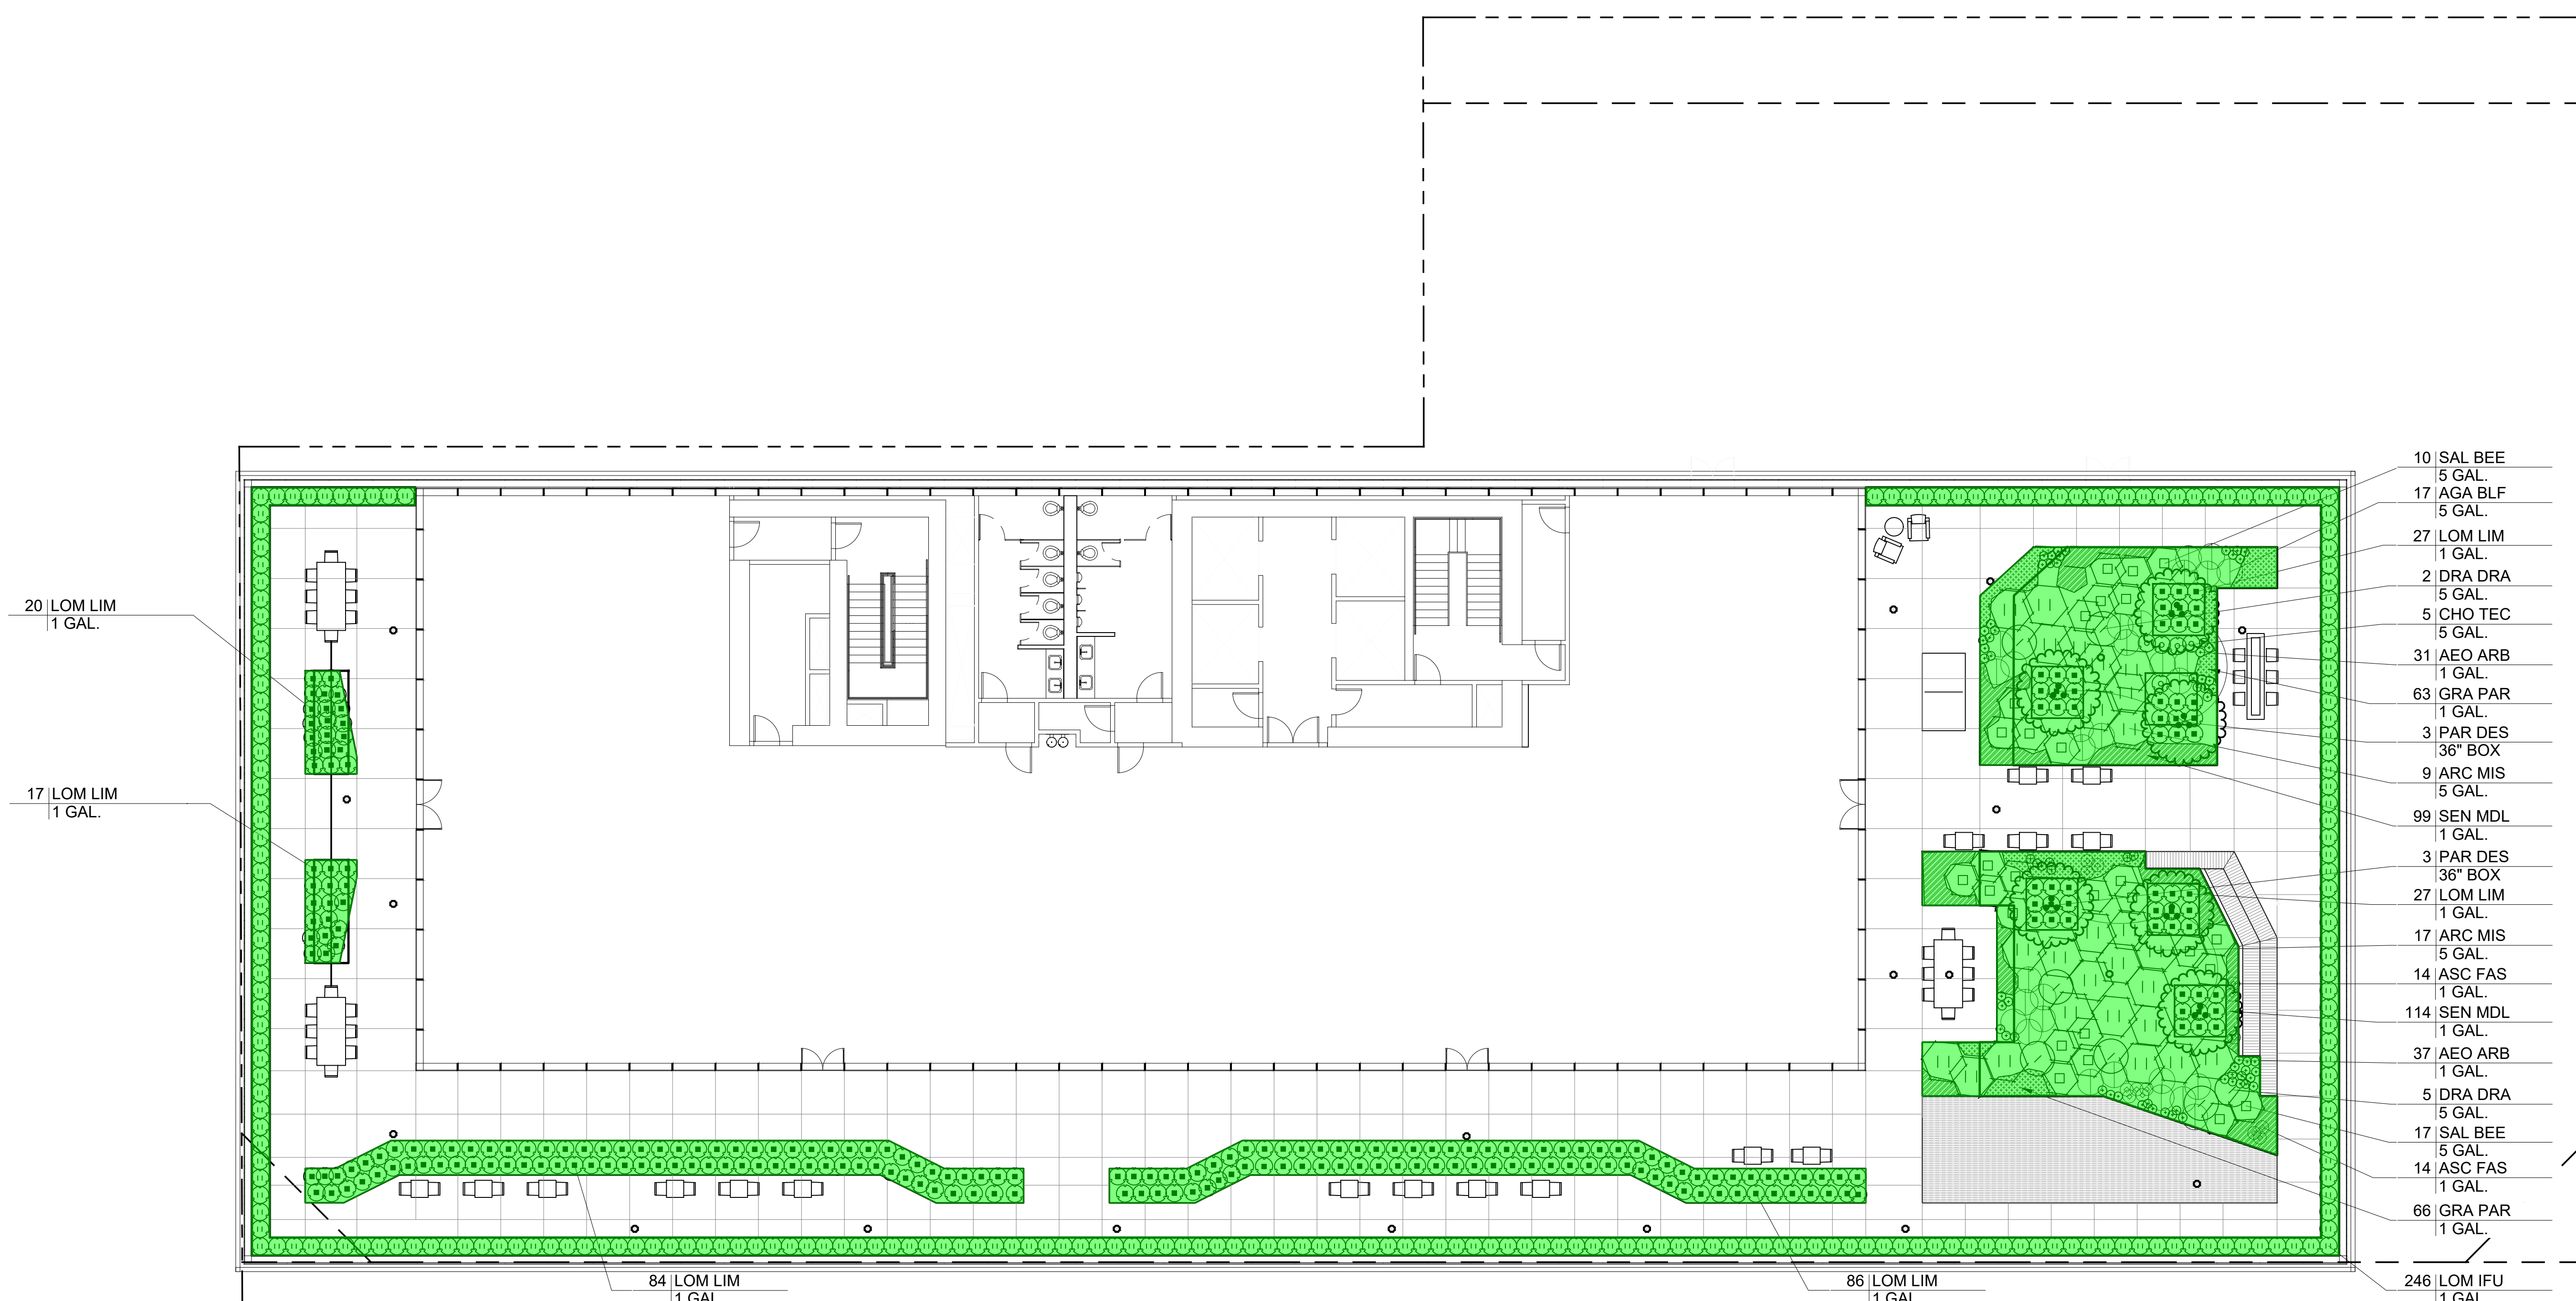 20 LOM LIM
1 GAL.
17 LOM LIM
1 GAL.
10 SAL BEE
5 GAL.
17 AGA BLF
5 GAL.
27 LOM LIM
1 GAL.
2 DRA DRA
5 GAL.
5 CHO TEC
5 GAL.
31 AEO ARB
1 GAL.
63 GRA PAR
1 GAL.
3 PAR DES
36" BOX
9 ARC MIS
5 GAL.
99 SEN MDL
1 GAL.
3 PAR DES
36" BOX
27 LOM LIM
1 GAL.
17 ARC MIS
5 GAL.
14 ASC FAS
1 GAL.
114 SEN MDL
1 GAL.
37 AEO ARB
1 GAL.
5 DRA DRA
5 GAL.
17 SAL BEE
5 GAL.
14 ASC FAS
1 GAL.
66 GRA PAR
1 GAL.
84 LOM LIM
1 GAL
86 LOM LIM
1 GAL
246 LOM IFU
1 GAL